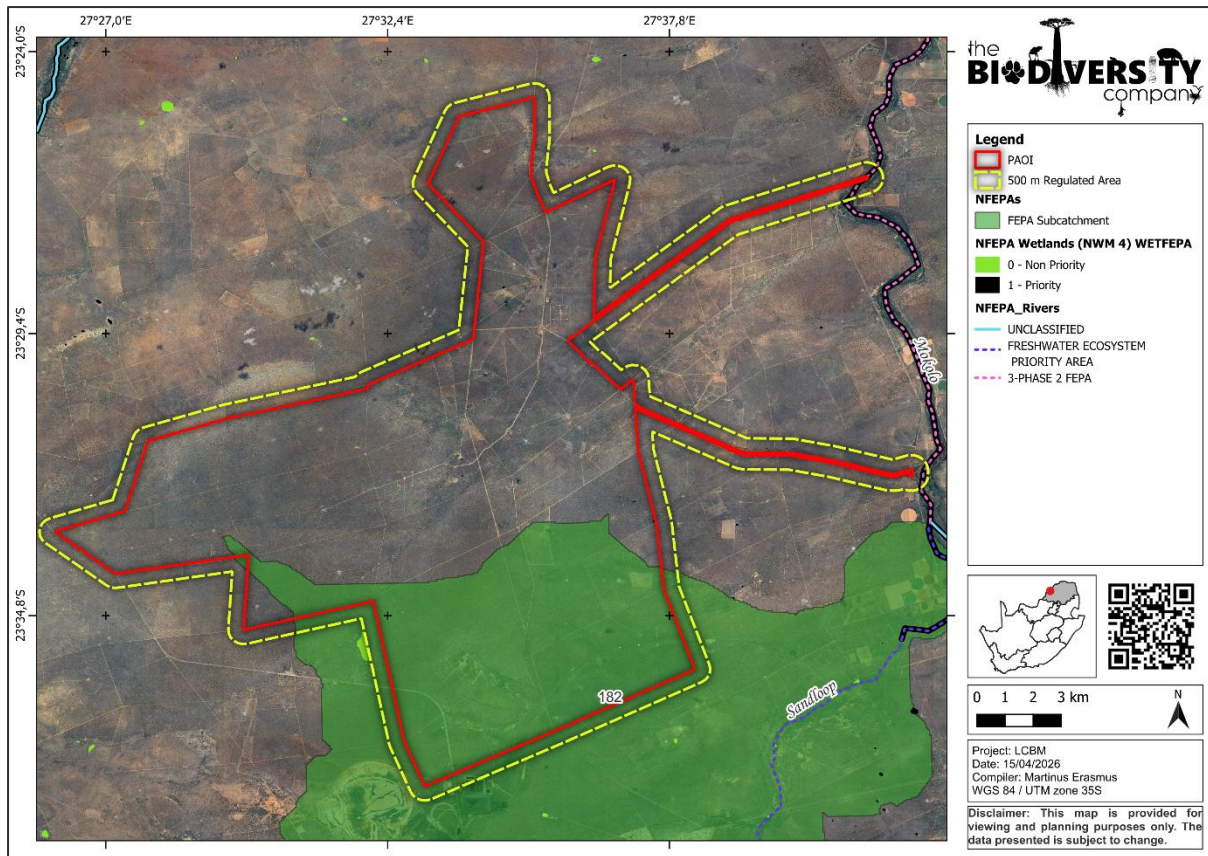 27°27,0'E
27°32,4'E
27°37,8'E
23°24,0'S
23°29,4'S
23°34,8'S
Mokolo
Sandloop
182
the
BIODIVERSITY
company
Legend
PAOI
500 m Regulated Area
NFEPAs
FEPA Subcatchment
NFEPA Wetlands (NWM 4) WETFEPA
0 - Non Priority
1 - Priority
NFEPA_Rivers
UNCLASSIFIED
FRESHWATER ECOSYSTEM
PRIORITY AREA
3-PHASE 2 FEPA
0 1 2 3 km
N
Project: LCBM
Date: 15/04/2026
Compiler: Martinus Erasmus
WGS 84 / UTM zone 35S
Disclaimer: This map is provided for
viewing and planning purposes only. The
data presented is subject to change.